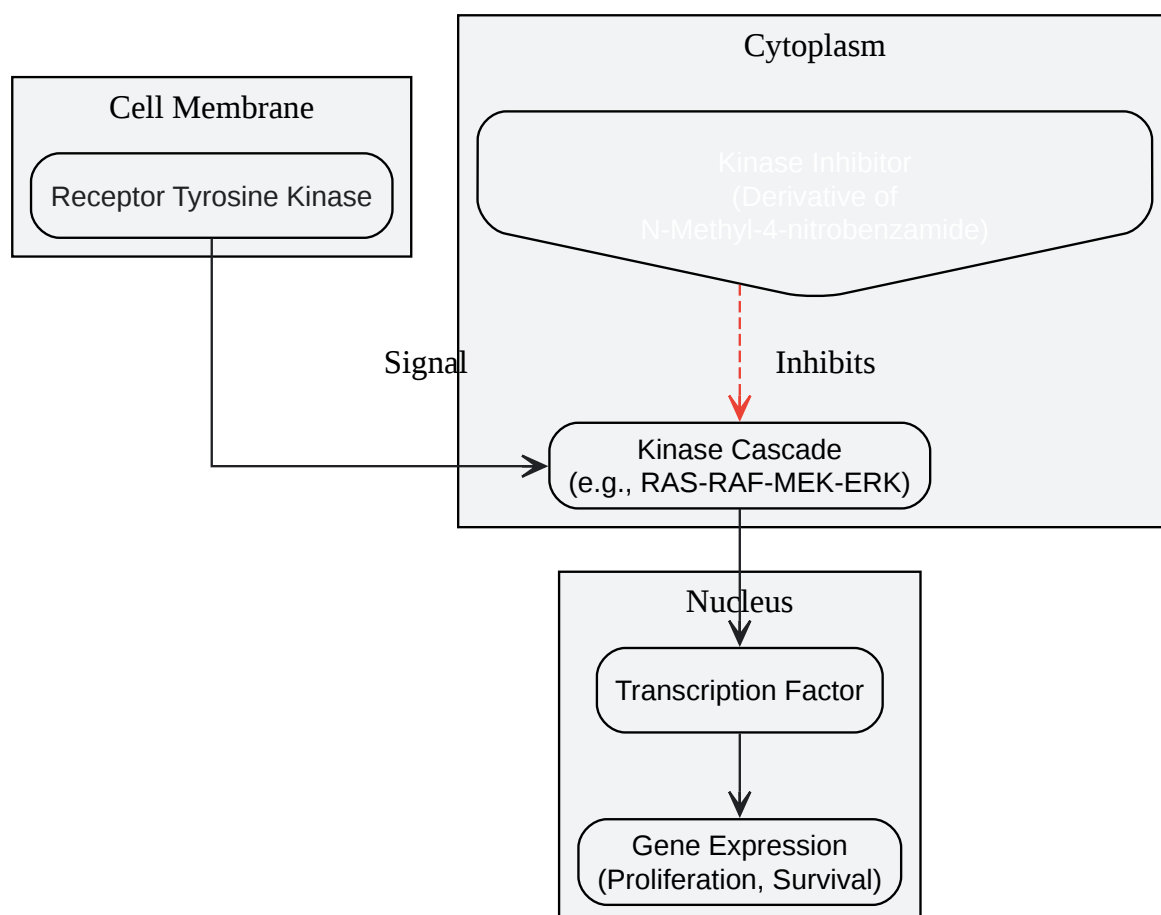 Cytoplasm
Cell Membrane
Kinase Inhibitor
(Derivative of
N-Methyl-4-nitrobenzamide)
Receptor Tyrosine Kinase
Signal
Inhibits
Kinase Cascade
(e.g., RAS-RAF-MEK-ERK)
Nucleus
Transcription Factor
Gene Expression
(Proliferation, Survival)